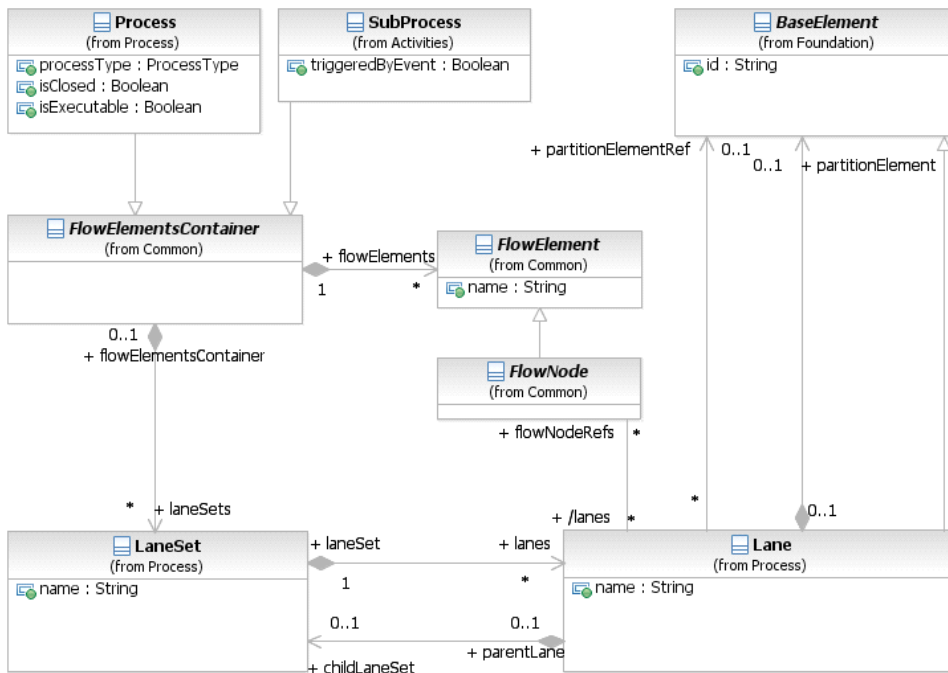 Process
(from Process)
processType : ProcessType
isClosed : Boolean
isExecutable : Boolean
SubProcess
(from Activities)
triggeredByEvent : Boolean
BaseElement
(from Foundation)
id : String
+ partitionElementRef
0..1
0..1
+ partitionElement
FlowElementsContainer
(from Common)
+ flowElements
1
*
FlowElement
(from Common)
name : String
0..1
+ flowElementsContainer
FlowNode
(from Common)
+ flowNodeRefs
*
*
+ laneSets
+ /lanes
*
*
0..1
LaneSet
(from Process)
name : String
+ laneSet
1
+ lanes
*
0..1
+ childLaneSet
0..1
+ parentLane
Lane
(from Process)
name : String